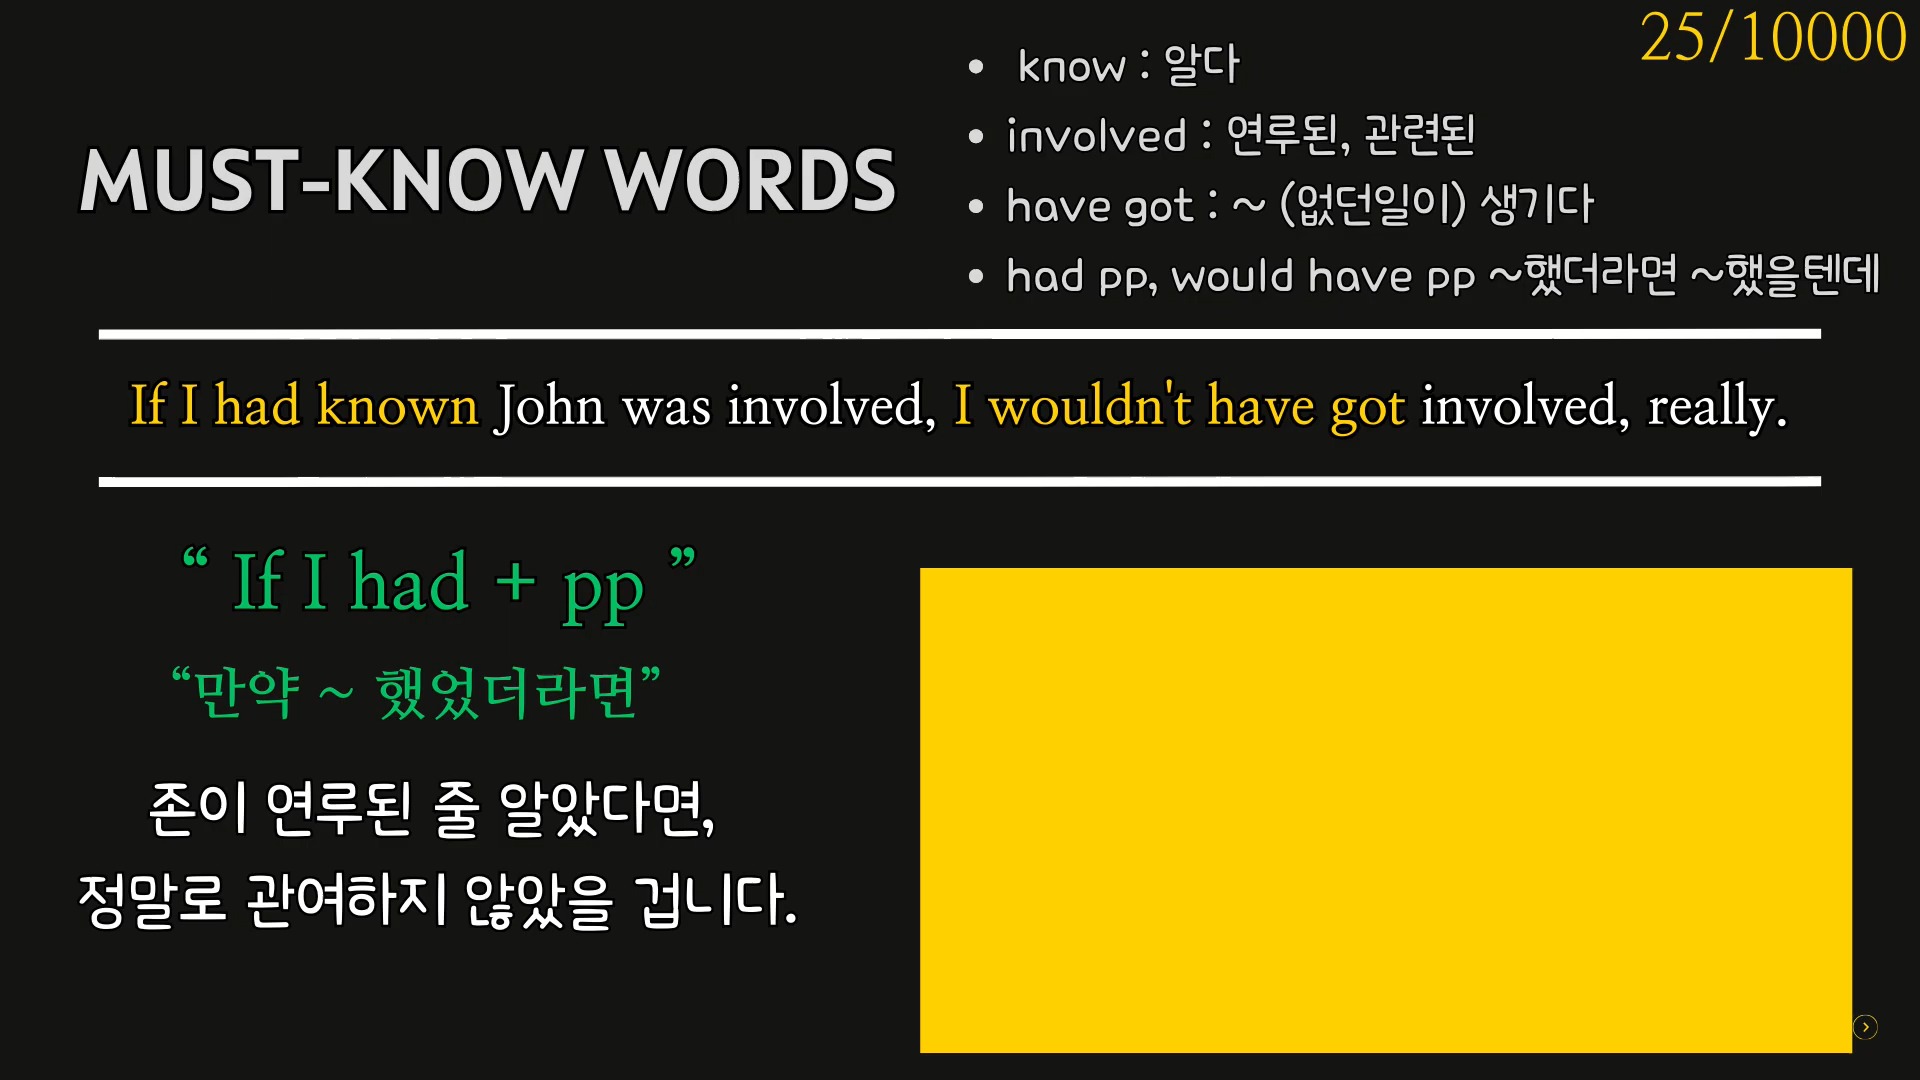 25/10000
MUST-KNOW WORDS
• know : 알다
• involved : 연루된, 관련된
• have got : ~ (없던일이) 생기다
• had pp, would have pp ~했더라면 ~했을텐데
If I had known John was involved, I wouldn't have got involved, really.
“ If I had + pp ”
“만약 ~ 했었더라면”
존이 연루된 줄 알았다면,
정말로 관여하지 않았을 겁니다.